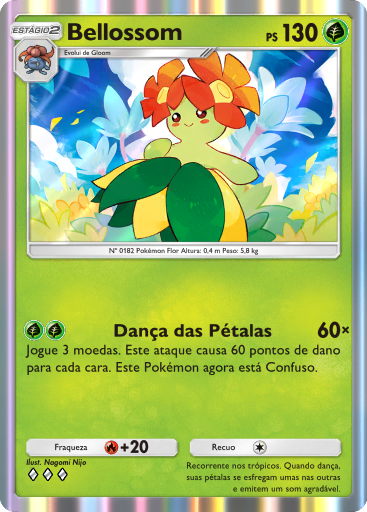 ESTÁGIO 2
Bellossom
PS 130
Evolui de Gloom
Nº 0182 Pokémon Flor Altura: 0,4 m Peso: 5,8 kg
Dança das Pétalas 60×
Jogue 3 moedas. Este ataque causa 60 pontos de dano
para cada cara. Este Pokémon agora está Confuso.
Fraqueza +20
Recuo
Ilust. Nagomi Nijo
Recorrente nos trópicos. Quando dança,
suas pétalas se esfregam umas nas outras
e emitem um som agradável.